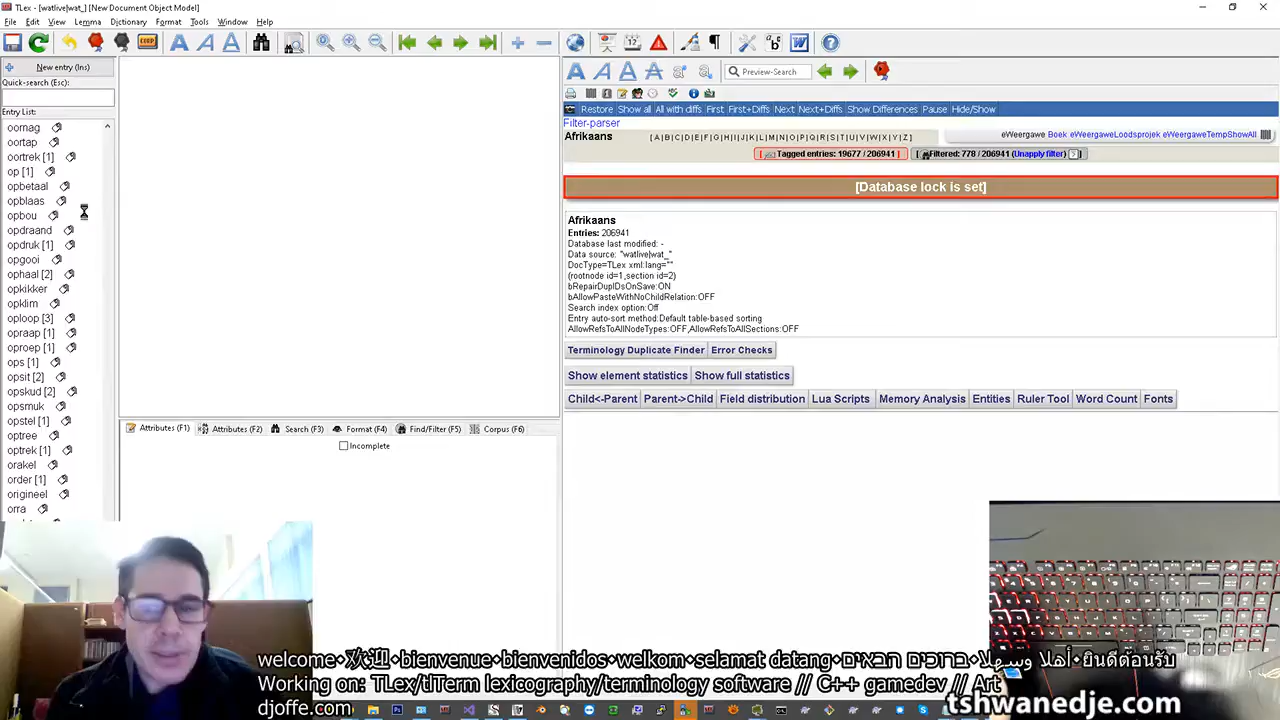 TLex - [watlive|wat_] [New Document Object Model]
File Edit View Lemma Dictionary Format Tools Window Help
New entry (Ins)
Quick-search (Esc):
Entry List:
oornag
oortap
oortrek [1]
op [1]
opbetaal
opblaas
opbou
opdraand
opdruk [1]
opgooi
ophaal [2]
opkikker
opklim
oploop [3]
opraap [1]
oproep [1]
ops [1]
opsit [2]
opskud [2]
opsmuk
opstel [1]
optree
optrek [1]
orakel
order [1]
origineel
orra
Attributes (F1) Attributes (F2) Search (F3) Format (F4) Find/Filter (F5) Corpus (F6)
Incomplete
Preview-Search
Restore Show all All with diffs First First+Diffs Next Next+Diffs Show Differences Pause Hide/Show
Filter-parser
Afrikaans [A|B|C|D|E|F|G|H|I|J|K|L|M|N|O|P|Q|R|S|T|U|V|W|X|Y|Z] eWeergawe Boek eWeergaweLoodsprojek eWeergaweTempShowAll
[ Tagged entries: 19677 / 206941 ] [ Filtered: 778 / 206941 (Unapply filter) ? ]
[Database lock is set]
Afrikaans
Entries: 206941
Database last modified: -
Data source: "watlive|wat_"
DocType=TLex xml:lang=""
(rootnode id=1,section id=2)
bRepairDuplDsOnSave:ON
bAllowPasteWithNoChildRelation:OFF
Search index option:Off
Entry auto-sort method:Default table-based sorting
AllowRefsToAllNodeTypes:OFF,AllowRefsToAllSections:OFF
Terminology Duplicate Finder Error Checks
Show element statistics Show full statistics
Child<-Parent Parent->Child Field distribution Lua Scripts Memory Analysis Entities Ruler Tool Word Count Fonts
welcome•欢迎•bienvenue•bienvenidos•welkom•selamat datang•ברוכים הבאים•أهلا وسهلا•ยินดีต้อนรับ
Working on: TLex/tlTerm lexicography/terminology software // C++ gamedev // Art
djoffe.com
tshwanedje.com